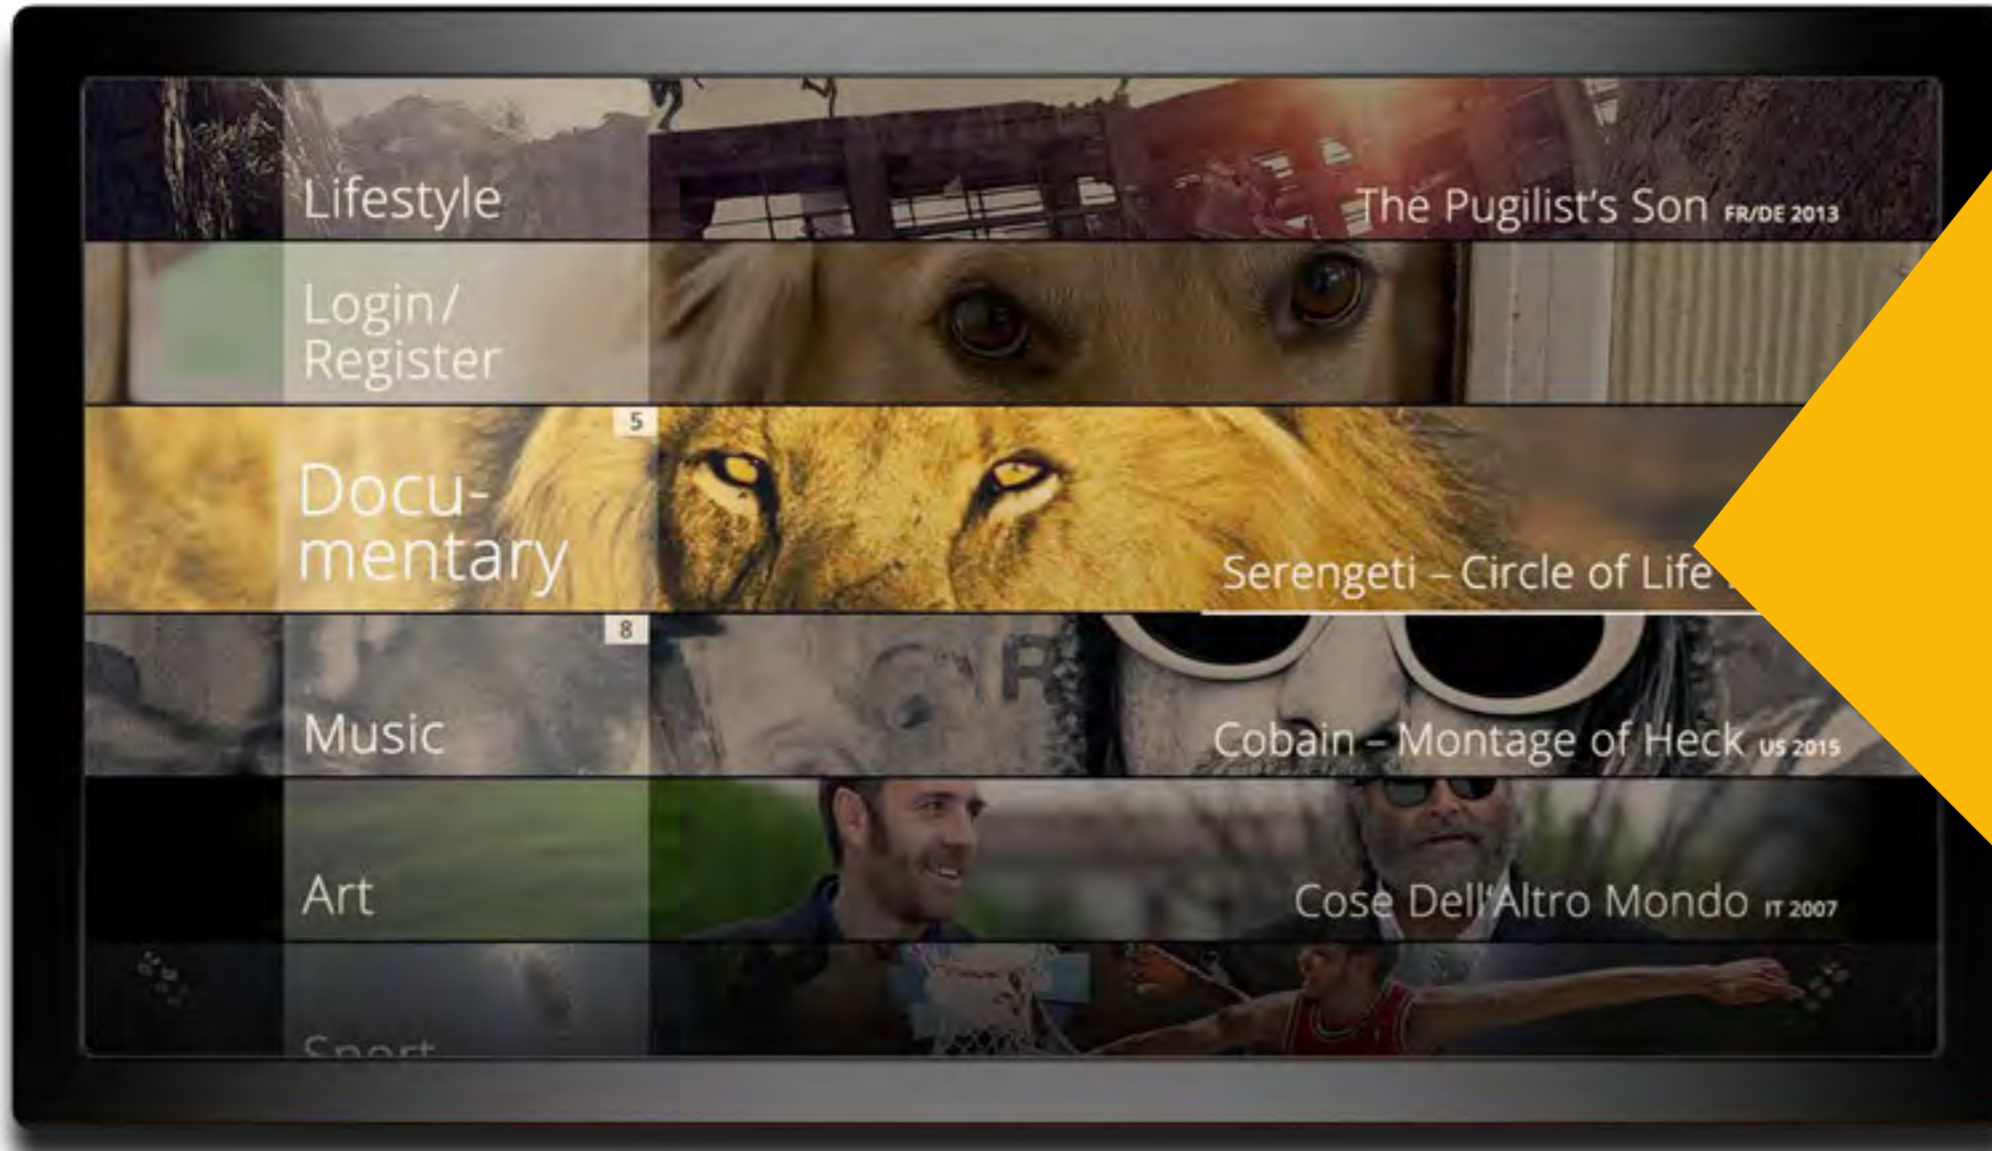 Lifestyle
The Pugilist's Son FR/DE 2013
Login/
Register
5
Docu-
mentary
Serengeti – Circle of Life
8
R
Music
Cobain – Montage of Heck US 2015
Art
Cose Dell'Altro Mondo IT 2007
Sport